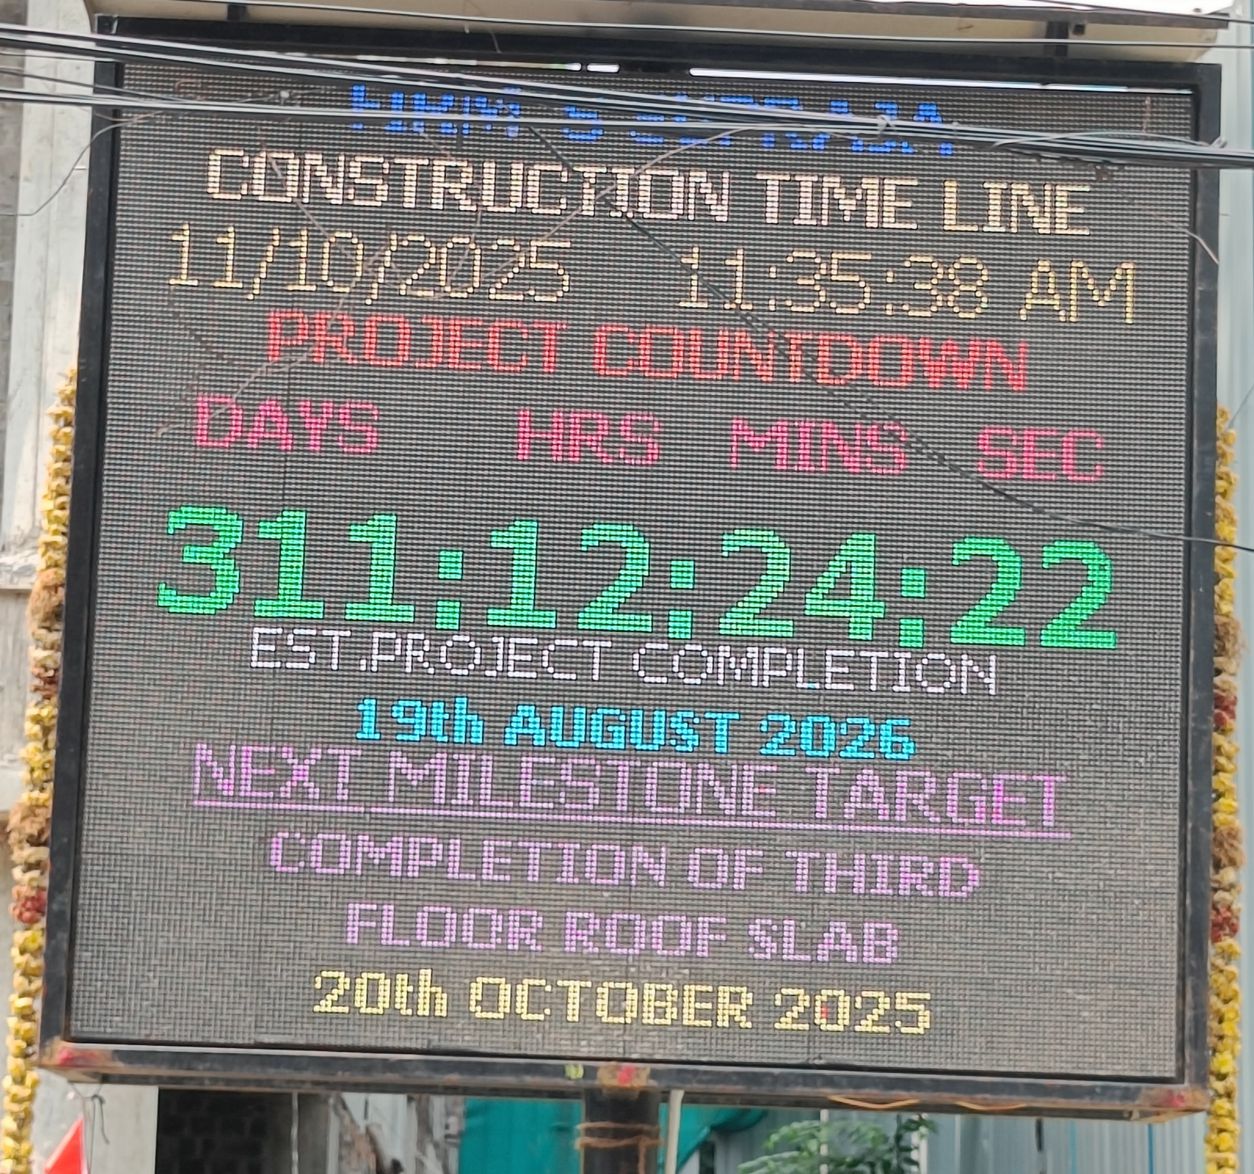 CONSTRUCTION TIME LINE
11/10/2025 11:35:38 AM
PROJECT COUNTDOWN
DAYS HRS MINS SEC
311:12:24:22
EST.PROJECT COMPLETION
19th AUGUST 2026
NEXT MILESTONE TARGET
COMPLETION OF THIRD
FLOOR ROOF SLAB
20th OCTOBER 2025